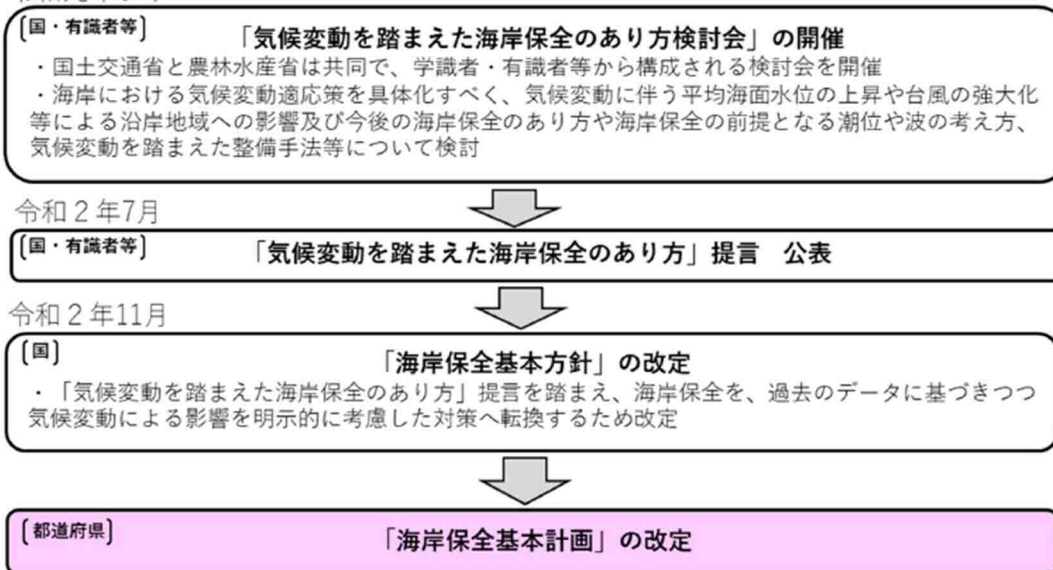 [国・有識者等]
「気候変動を踏まえた海岸保全のあり方検討会」の開催
・国土交通省と農林水産省は共同で、学識者・有識者等から構成される検討会を開催
・海岸における気候変動適応策を具体化すべく、気候変動に伴う平均海面水位の上昇や台風の強大化
等による沿岸地域への影響及び今後の海岸保全のあり方や海岸保全の前提となる潮位や波の考え方、
気候変動を踏まえた整備手法等について検討
令和２年7月
[国・有識者等]
「気候変動を踏まえた海岸保全のあり方」提言　公表
令和２年11月
[国]
「海岸保全基本方針」の改定
・「気候変動を踏まえた海岸保全のあり方」提言を踏まえ、海岸保全を、過去のデータに基づきつつ
気候変動による影響を明示的に考慮した対策へ転換するため改定
[都道府県]
「海岸保全基本計画」の改定